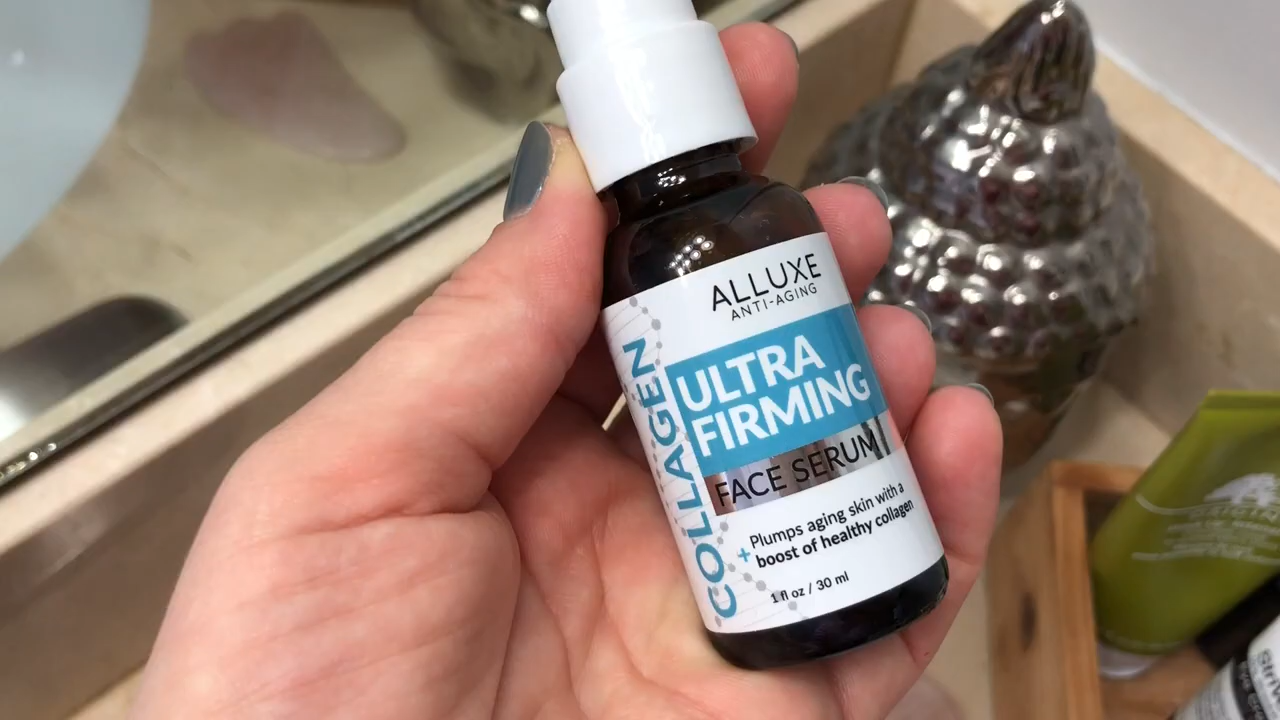 ALLUXE
ANTI-AGING
COLLAGEN
ULTRA
FIRMING
FACE SERUM
+ Plumps aging skin with a
boost of healthy collagen
1 fl oz / 30 ml